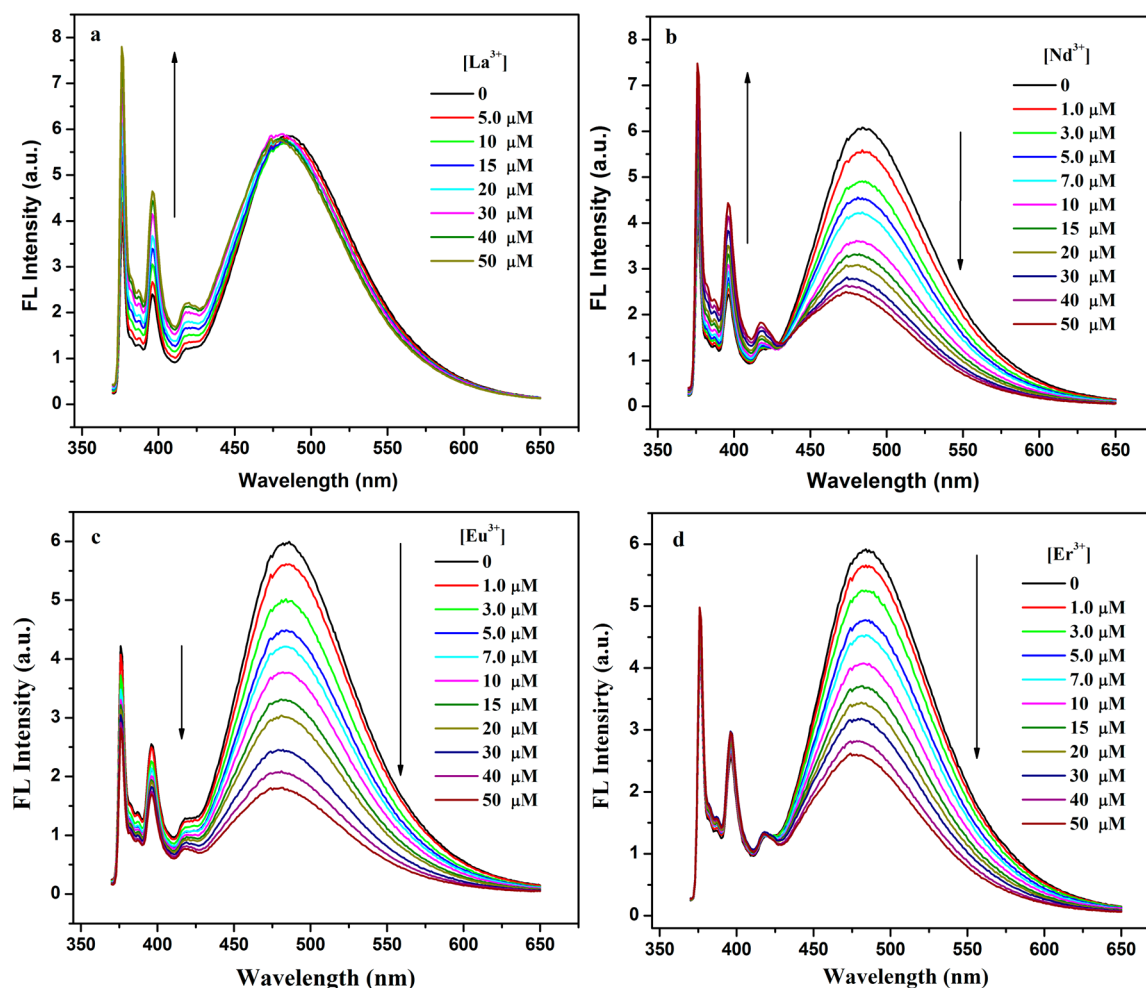 a
[La³⁺]
0
5.0 μM
10 μM
15 μM
20 μM
30 μM
40 μM
50 μM
8
7
6
5
4
3
2
1
0
FL Intensity (a.u.)
350 400 450 500 550 600 650
Wavelength (nm)
b
[Nd³⁺]
0
1.0 μM
3.0 μM
5.0 μM
7.0 μM
10 μM
15 μM
20 μM
30 μM
40 μM
50 μM
8
7
6
5
4
3
2
1
0
FL Intensity (a.u.)
350 400 450 500 550 600 650
Wavelength (nm)
c
[Eu³⁺]
0
1.0 μM
3.0 μM
5.0 μM
7.0 μM
10 μM
15 μM
20 μM
30 μM
40 μM
50 μM
6
5
4
3
2
1
0
FL Intensity (a.u.)
350 400 450 500 550 600 650
Wavelength (nm)
d
[Er³⁺]
0
1.0 μM
3.0 μM
5.0 μM
7.0 μM
10 μM
15 μM
20 μM
30 μM
40 μM
50 μM
6
5
4
3
2
1
0
FL Intensirty (a.u.)
350 400 450 500 550 600 650
Wavelength (nm)